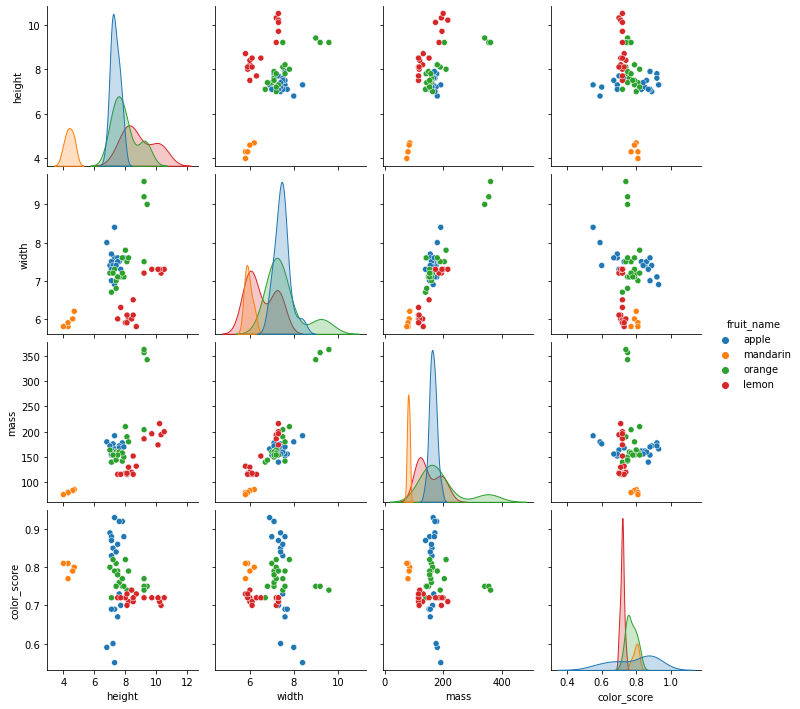 10
8
6
4
height
9
8
7
6
width
fruit_name
apple
mandarin
orange
lemon
350
300
250
200
150
100
mass
0.9
0.8
0.7
0.6
color_score
4 6 8 10 12
height
6 8 10
width
0 200 400
mass
0.4 0.6 0.8 1.0
color_score